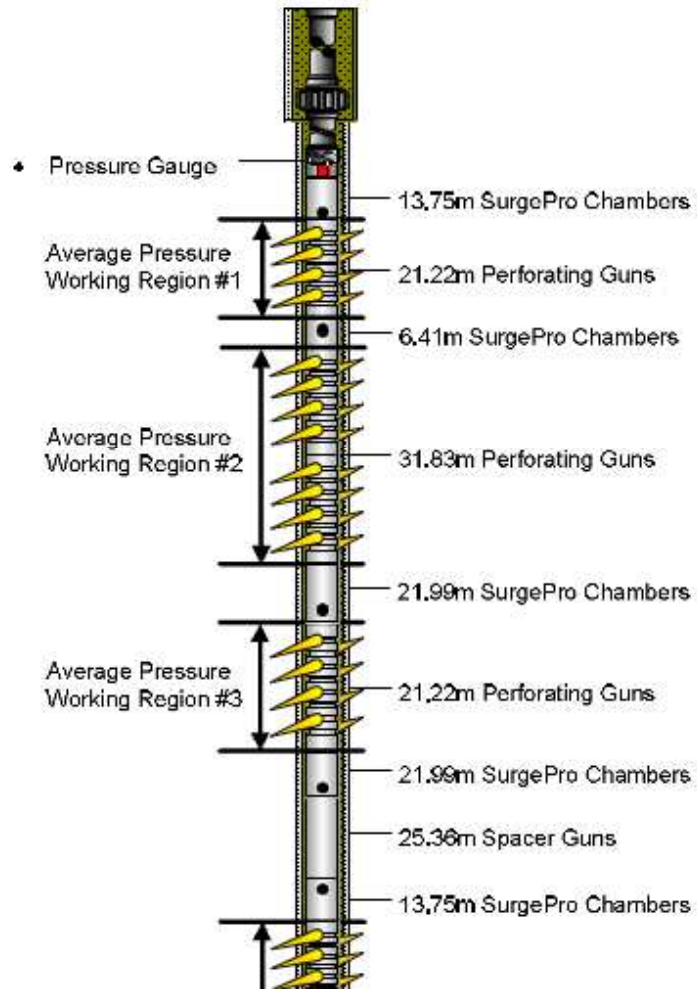 • Pressure Gauge
13.75m SurgePro Chambers
Average Pressure
Working Region #1
21.22m Perforating Guns
6.41m SurgePro Chambers
Average Pressure
Working Region #2
31.83m Perforating Guns
21.99m SurgePro Chambers
Average Pressure
Working Region #3
21.22m Perforating Guns
21.99m SurgePro Chambers
25.36m Spacer Guns
13.75m SurgePro Chambers